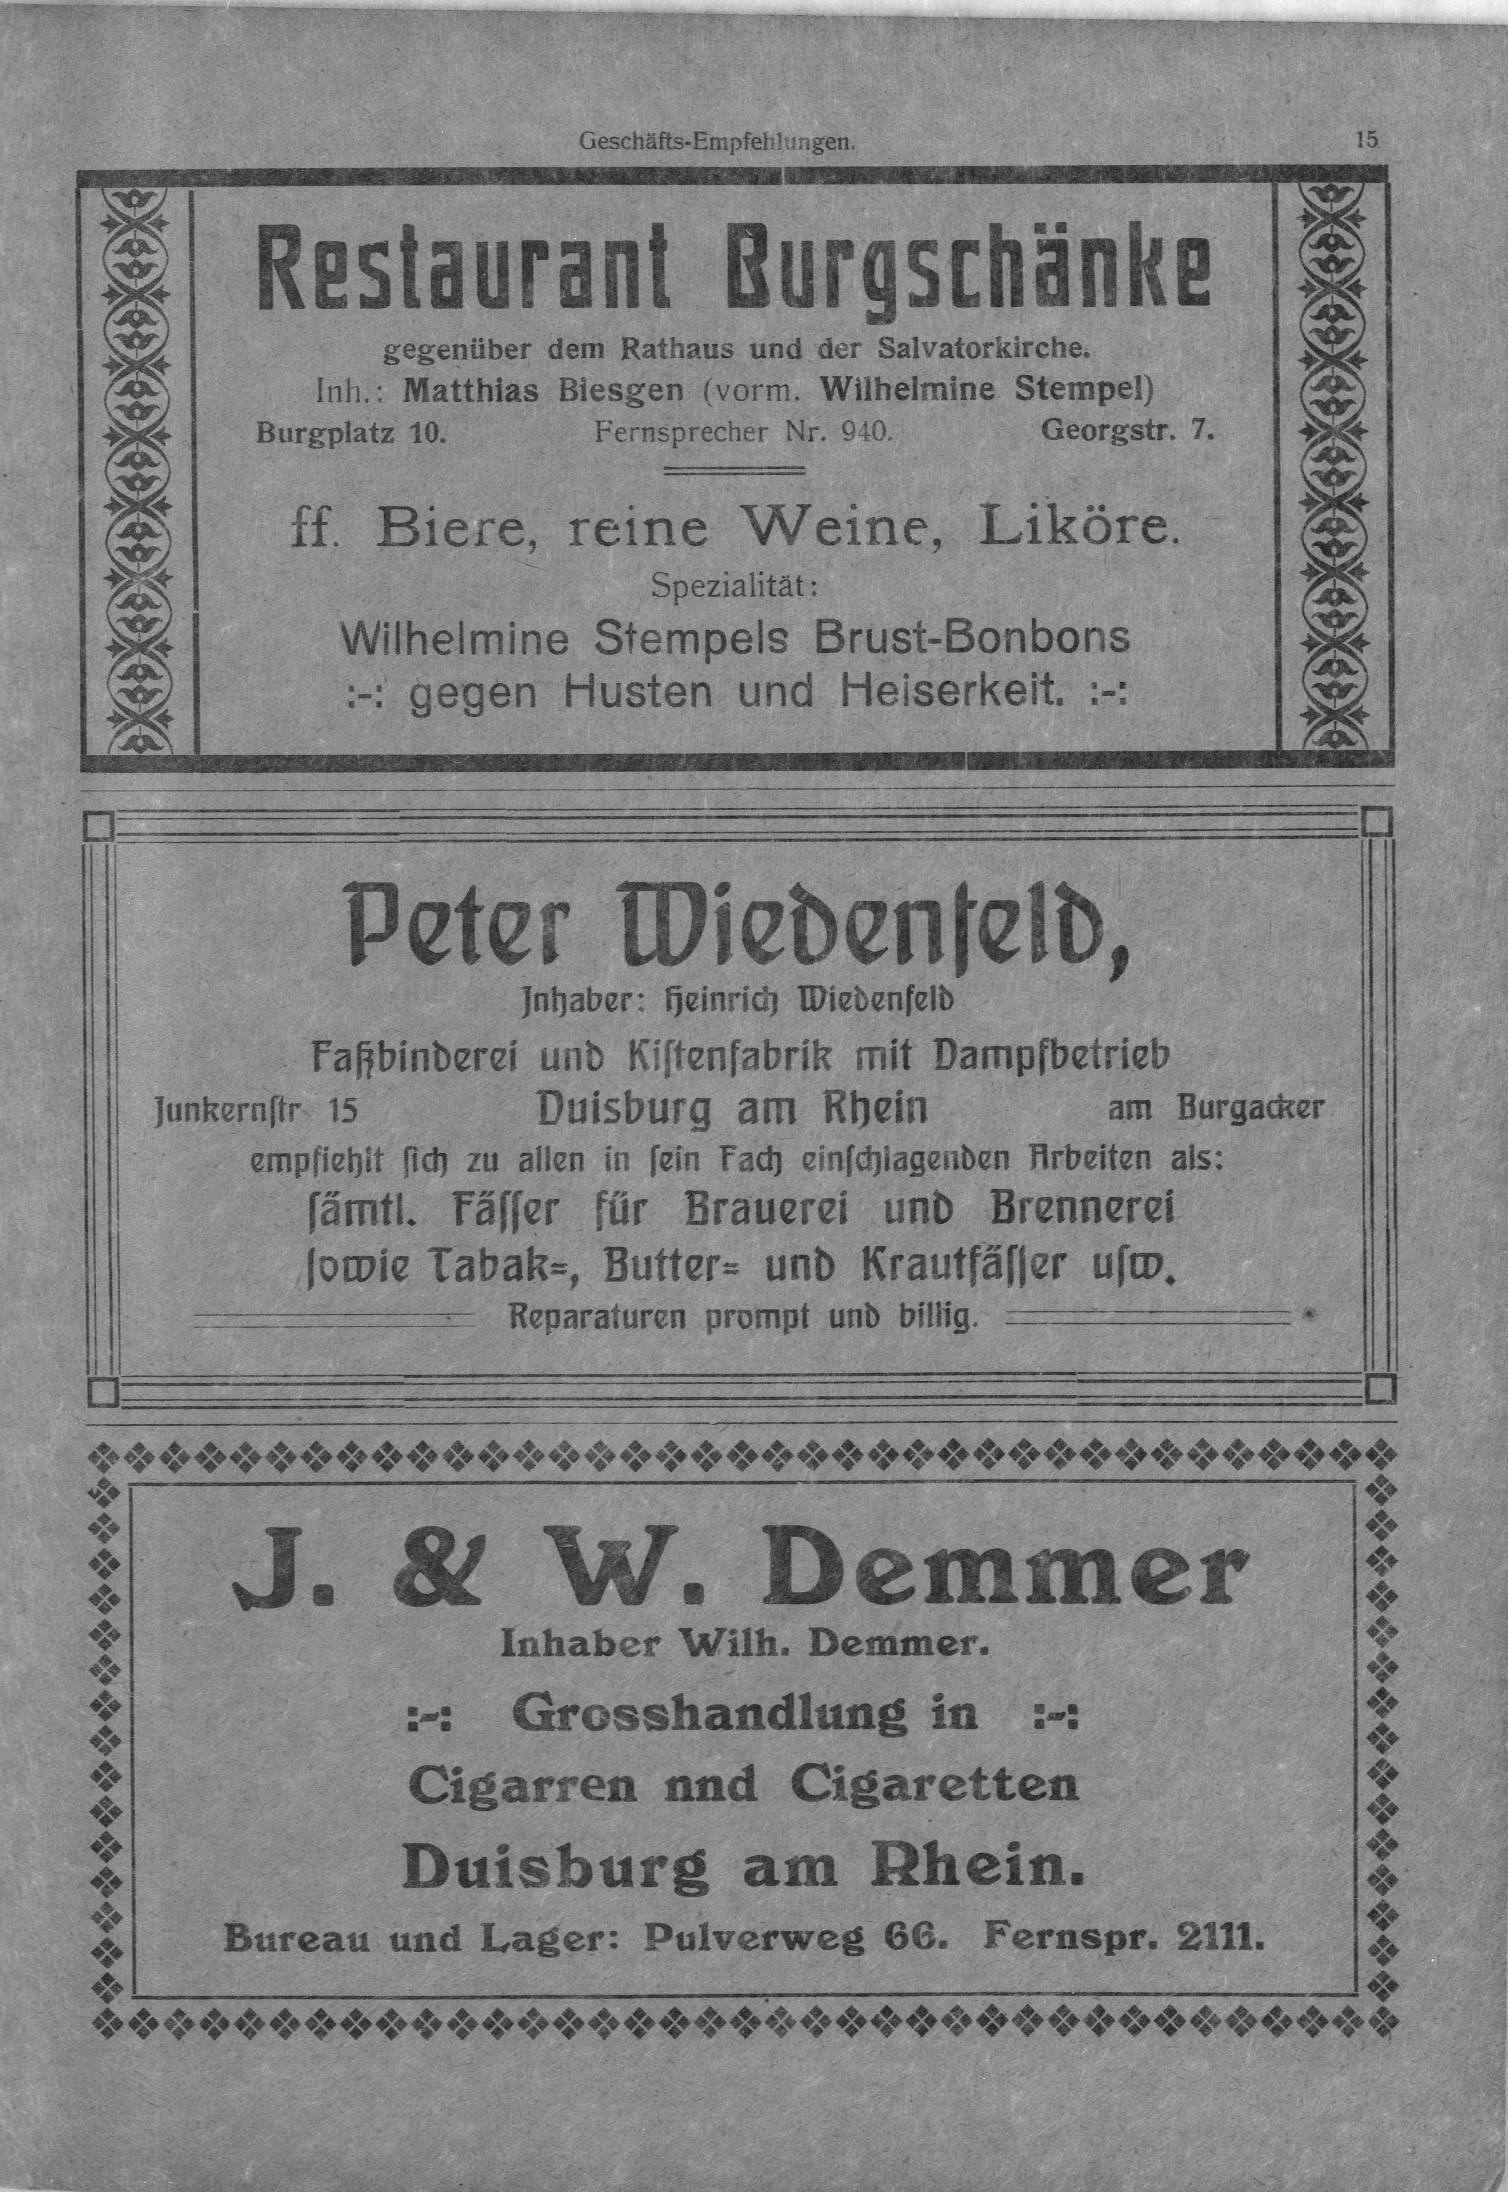 Geschäfts-Empfehlungen. 15
Restaurant Burgschänke
gegenüber dem Rathaus und der Salvatorkirche.
Inh.: Matthias Biesgen (vorm. Wilhelmine Stempel)
Burgplatz 10. Fernsprecher Nr. 940. Georgstr. 7.
ff. Biere, reine Weine, Liköre.
Spezialität:
Wilhelmine Stempels Brust-Bonbons
:-: gegen Husten und Heiserkeit. :-:
Peter Wiedenfeld,
Inhaber: Heinrich Wiedenfeld
Faßbinderei und Kiſtenfabrik mit Dampfbetrieb
Junkernſtr 15 Duisburg am Rhein am Burgacker
empfiehlt ſich zu allen in ſein Fach einſchlagenden Arbeiten als:
ſämtl. Fäſſer für Brauerei und Brennerei
ſowie Tabak=, Butter= und Krautfäſſer uſw.
Reparaturen prompt und billig.
J. & W. Demmer
Inhaber Wilh. Demmer.
:-: Grosshandlung in :-:
Cigarren nnd Cigaretten
Duisburg am Rhein.
Bureau und Lager: Pulverweg 66. Fernspr. 2111.